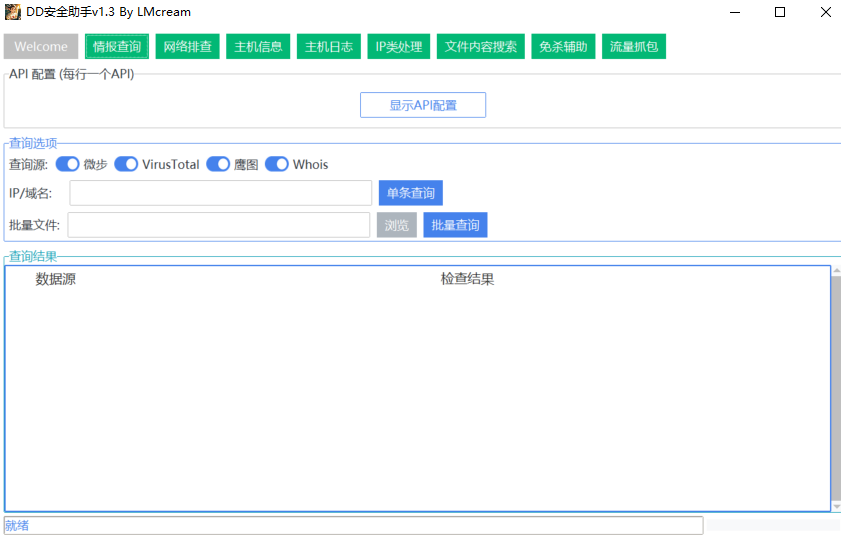 DD安全助手v1.3 By LMcream
Welcome 情报查询 网络排查 主机信息 主机日志 IP类处理 文件内容搜索 免杀辅助 流量抓包
API 配置 (每行一个API)
显示API配置
查询选项
查询源: 微步 VirusTotal 鹰图 Whois
IP/域名: 单条查询
批量文件: 浏览 批量查询
查询结果
数据源 检查结果
就绪